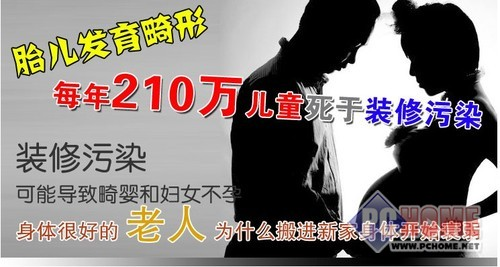 胎儿发育畸形
每年210万儿童死于装修污染
装修污染
可能导致畸婴和妇女不孕
身体很好的老人为什么搬进新家身体开始衰弱
PCHOME
WWW.PCHOME.NET